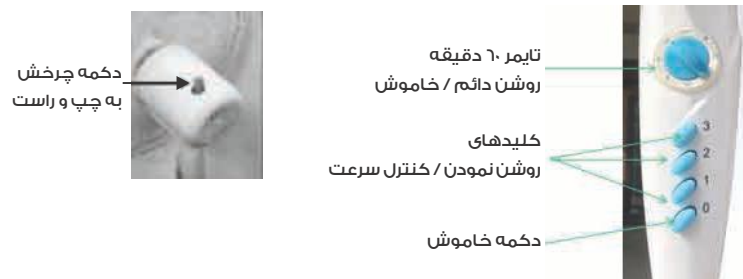 تایمر ۶۰ دقیقه
روشن دائم / خاموش
کلیدهای
روشن نمودن / کنترل سرعت
دکمه خاموش
3
2
1
0
دکمه چرخش
به چپ و راست